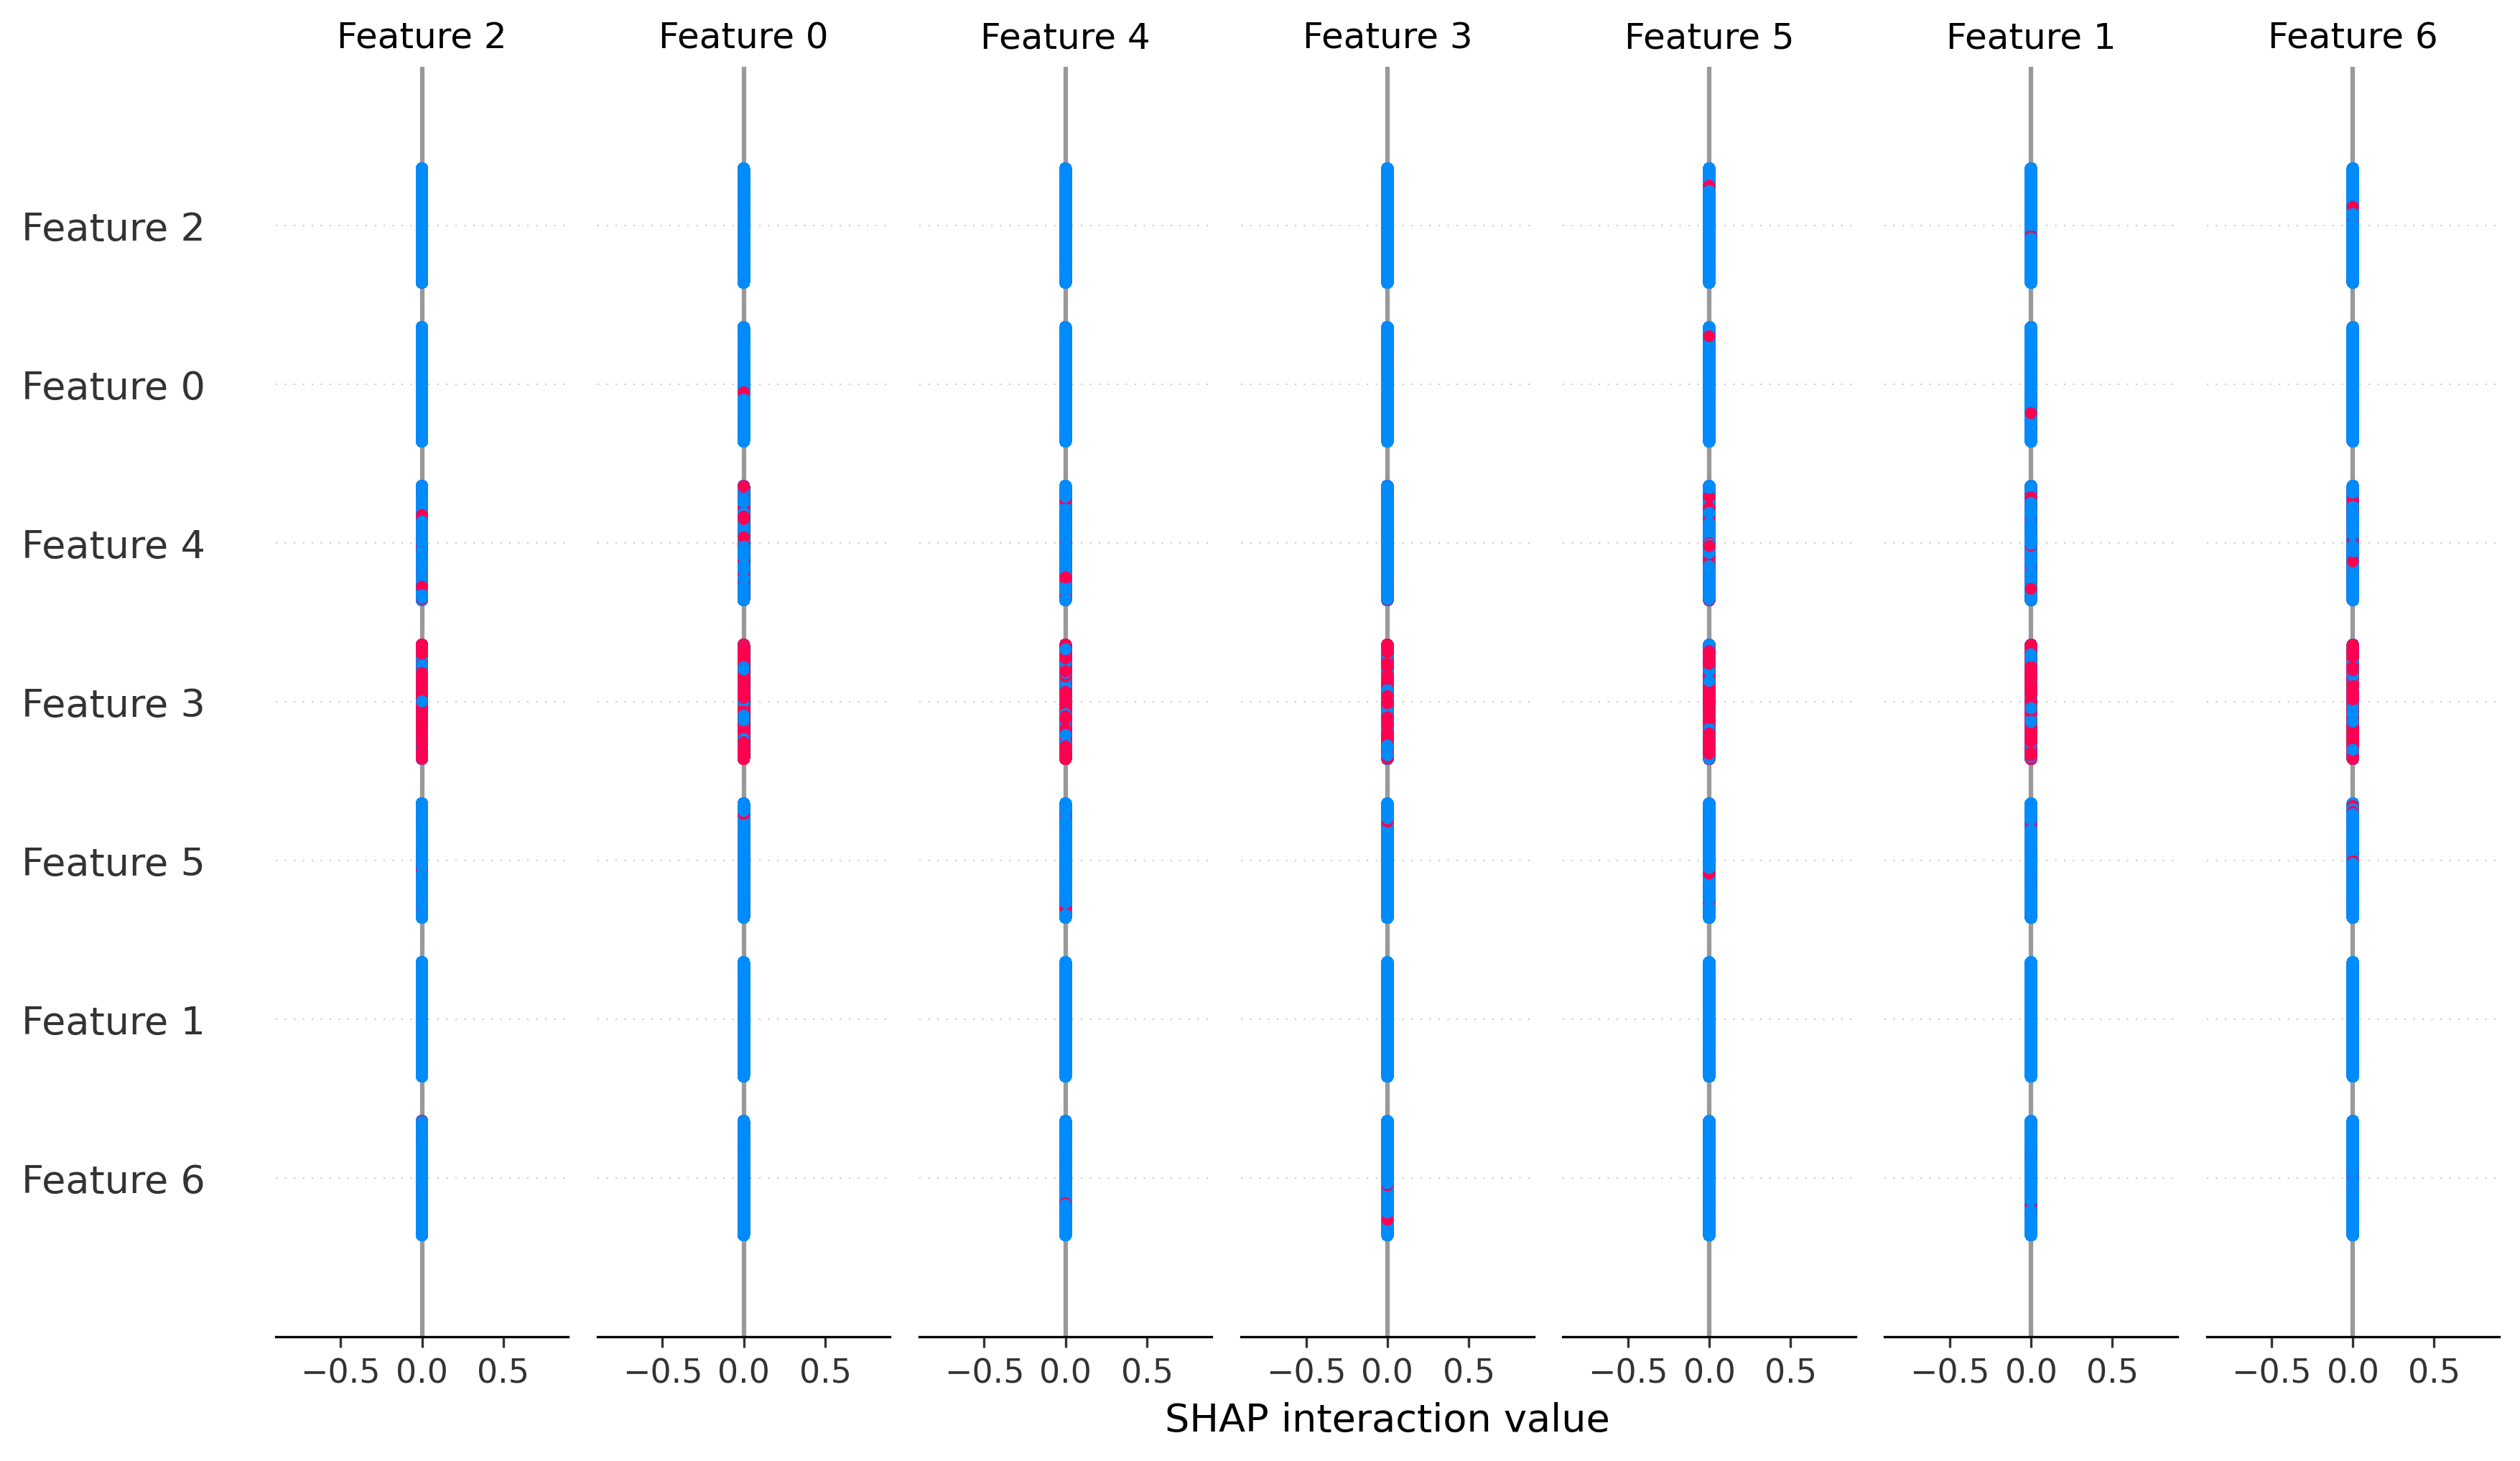 Feature 2 Feature 0 Feature 4 Feature 3 Feature 5 Feature 1 Feature 6
Feature 2
Feature 0
Feature 4
Feature 3
Feature 5
Feature 1
Feature 6
−0.5 0.0 0.5 −0.5 0.0 0.5 −0.5 0.0 0.5 −0.5 0.0 0.5 −0.5 0.0 0.5 −0.5 0.0 0.5 −0.5 0.0 0.5
SHAP interaction value